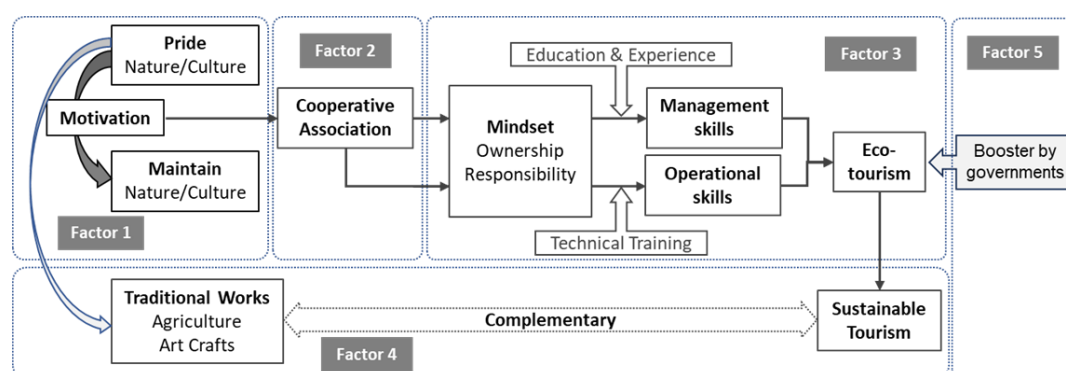 Pride
Nature/Culture
Motivation
Maintain
Nature/Culture
Factor 1
Factor 2
Cooperative
Association
Education & Experience
Factor 3
Mindset
Ownership
Responsibility
Management
skills
Operational
skills
Technical Training
Eco-
tourism
Factor 5
Booster by
governments
Traditional Works
Agriculture
Art Crafts
Complementary
Factor 4
Sustainable
Tourism